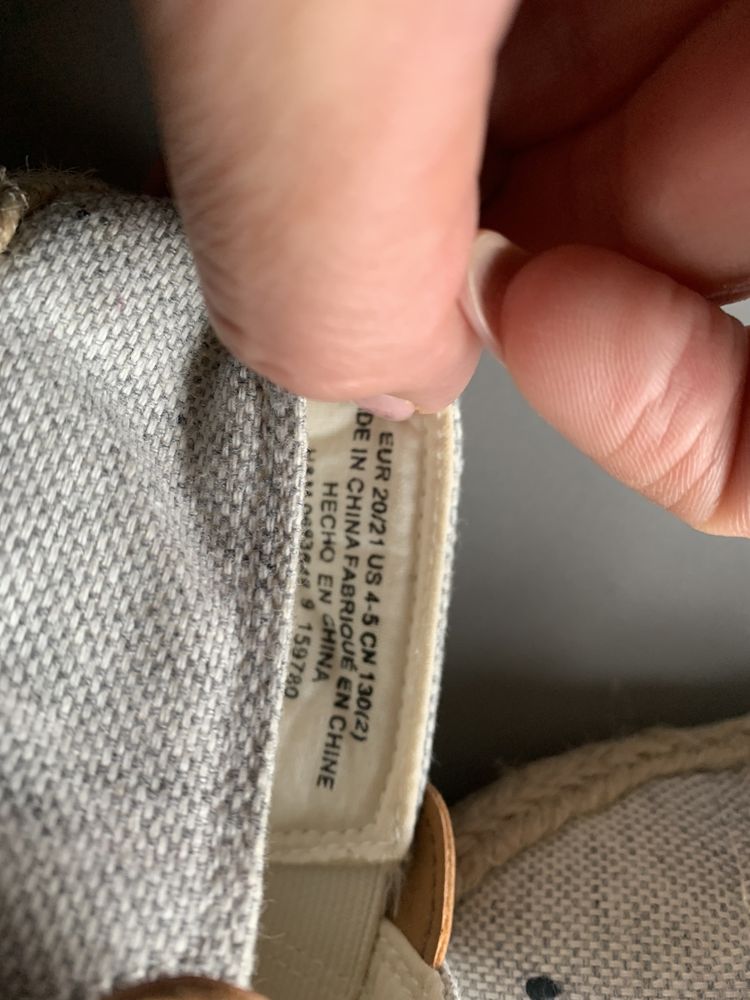 EUR 20/21 US 4-5 CN 130(2)
DE IN CHINA FABRIQUÉ EN CHINE
HECHO EN CHINA
9 159780